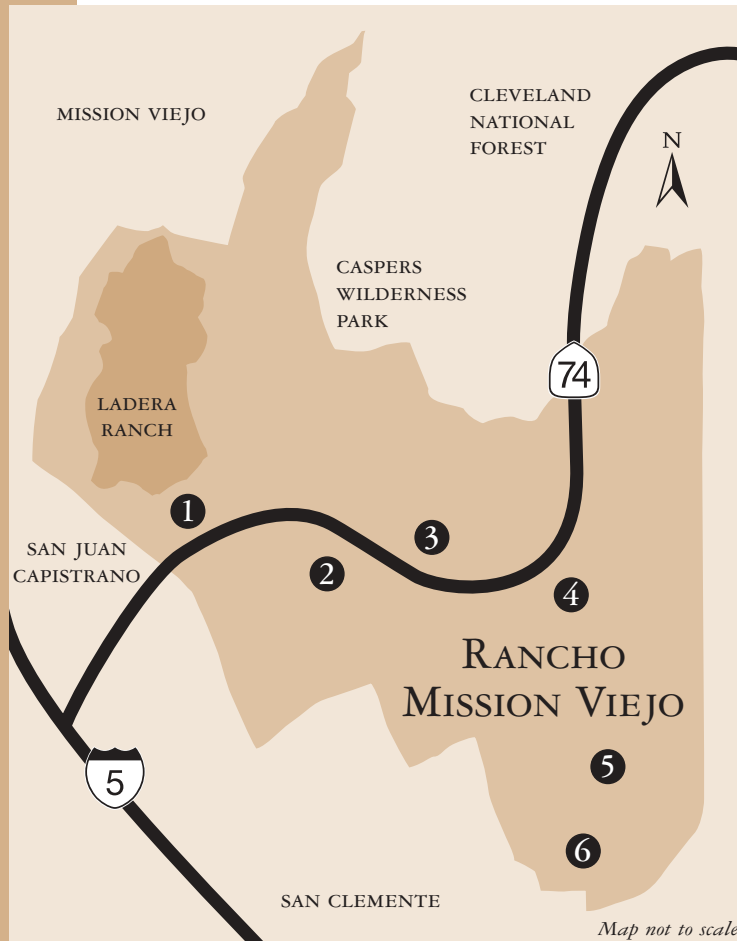 MISSION VIEJO
CLEVELAND
NATIONAL
FOREST
N
CASPERS
WILDERNESS
PARK
74
LADERA
RANCH
1
SAN JUAN
CAPISTRANO
2
3
4
RANCHO
MISSION VIEJO
5
5
6
SAN CLEMENTE
Map not to scale